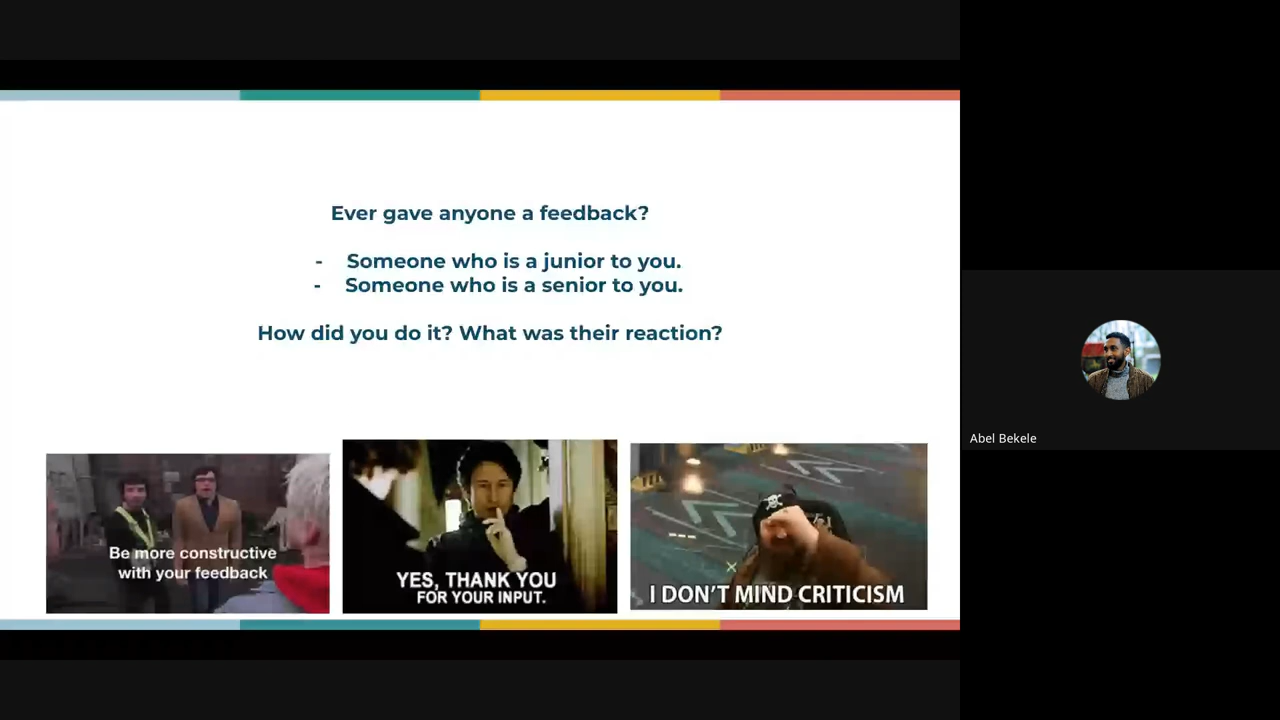 Ever gave anyone a feedback?
- Someone who is a junior to you.
- Someone who is a senior to you.
How did you do it? What was their reaction?
Abel Bekele
Be more constructive
with your feedback
YES, THANK YOU
FOR YOUR INPUT.
I DON'T MIND CRITICISM